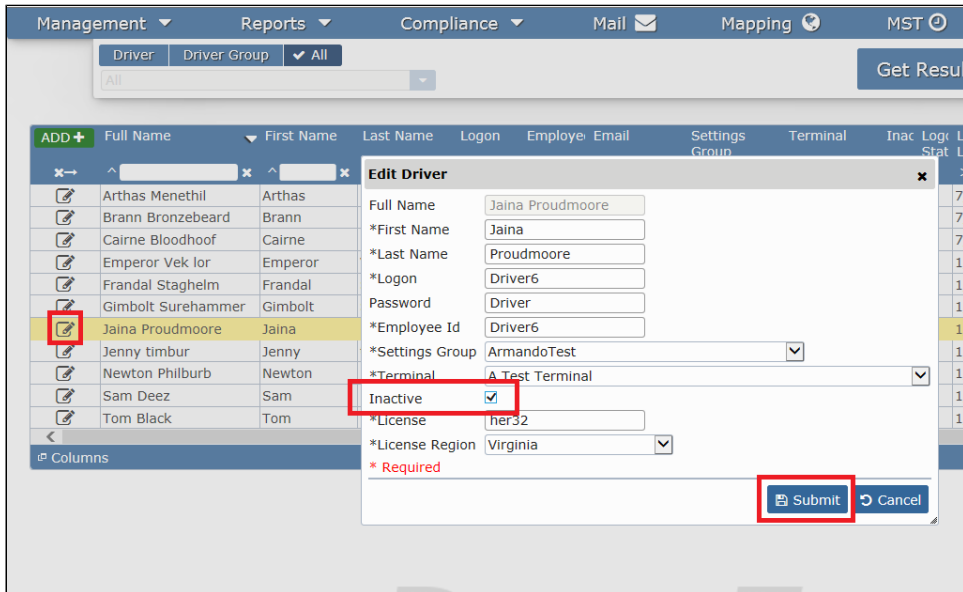 Management Reports Compliance Mail Mapping MST
Driver Driver Group All
All
Get Resul
ADD Full Name First Name Last Name Logon Employe Email Settings Group Terminal Inac Logo Stat
Edit Driver
Arthas Menethil Arthas
Brann Bronzebeard Brann
Cairne Bloodhoof Cairne
Emperor Vek lor Emperor
Frandal Staghelm Frandal
Gimbolt Surehammer Gimbolt
Jaina Proudmoore Jaina
Jenny timbur Jenny
Newton Philburb Newton
Sam Deez Sam
Tom Black Tom
Columns
Full Name Jaina Proudmoore
*First Name Jaina
*Last Name Proudmoore
*Logon Driver6
Password Driver
*Employee Id Driver6
*Settings Group ArmandoTest
*Terminal A Test Terminal
Inactive
*License her32
*License Region Virginia
* Required
Submit Cancel